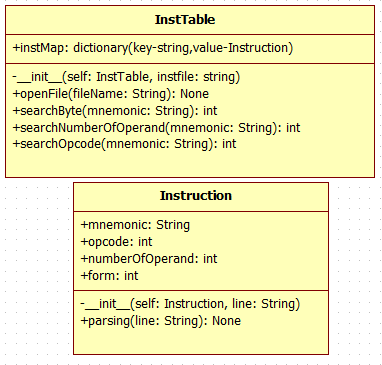 InstTable
+instMap: dictionary(key-string,value-Instruction)
-__init__(self: InstTable, instfile: string)
+openFile(fileName: String): None
+searchByte(mnemonic: String): int
+searchNumberOfOperand(mnemonic: String): int
+searchOpcode(mnemonic: String): int
Instruction
+mnemonic: String
+opcode: int
+numberOfOperand: int
+form: int
-__init__(self: Instruction, line: String)
+parsing(line: String): None